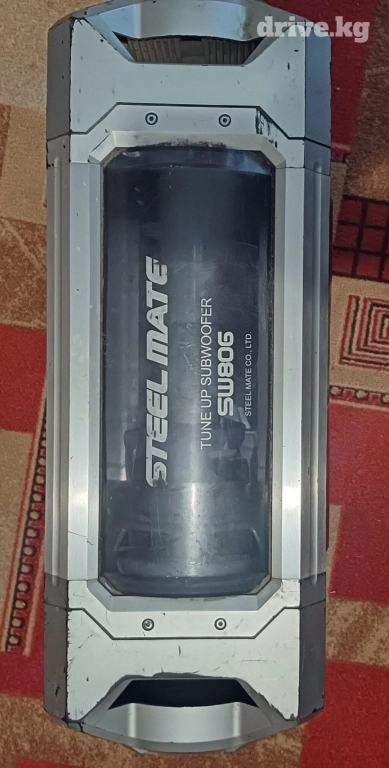 drive.kg
STEEL MATE
TUNE UP SUBWOOFER
SW806
STEEL MATE CO., LTD.